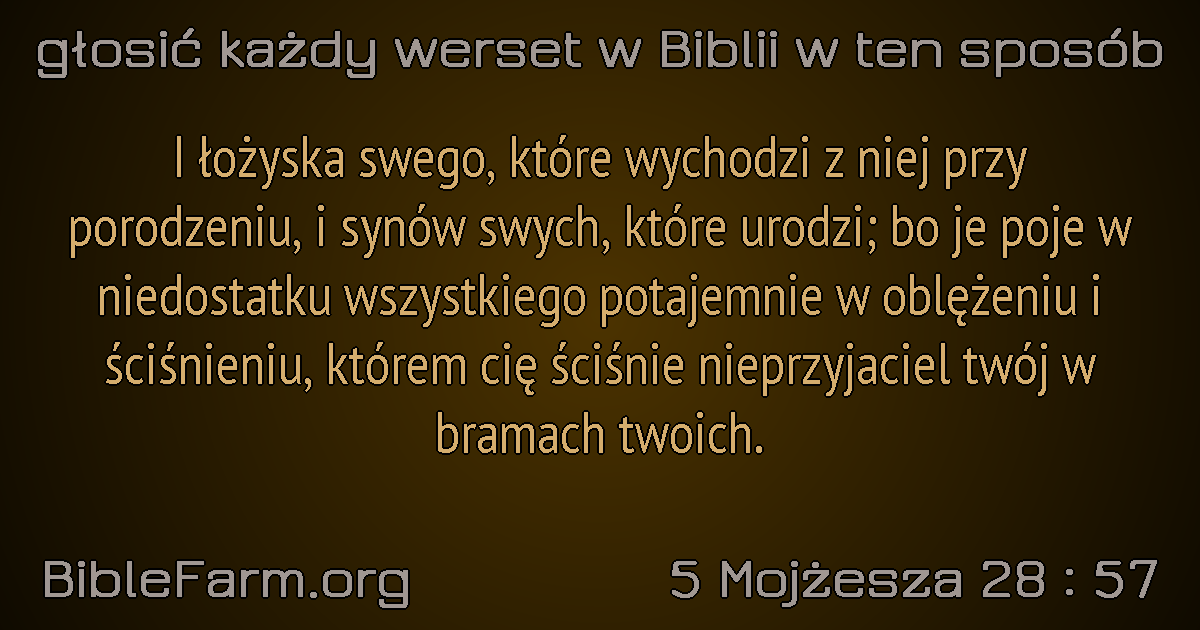 głosić każdy werset w Biblii w ten sposób
I łożyska swego, które wychodzi z niej przy
porodzeniu, i synów swych, które urodzi; bo je poje w
niedostatku wszystkiego potajemnie w oblężeniu i
ściśnieniu, którem cię ściśnie nieprzyjaciel twój w
bramach twoich.
BibleFarm.org
5 Mojżesza 28 : 57